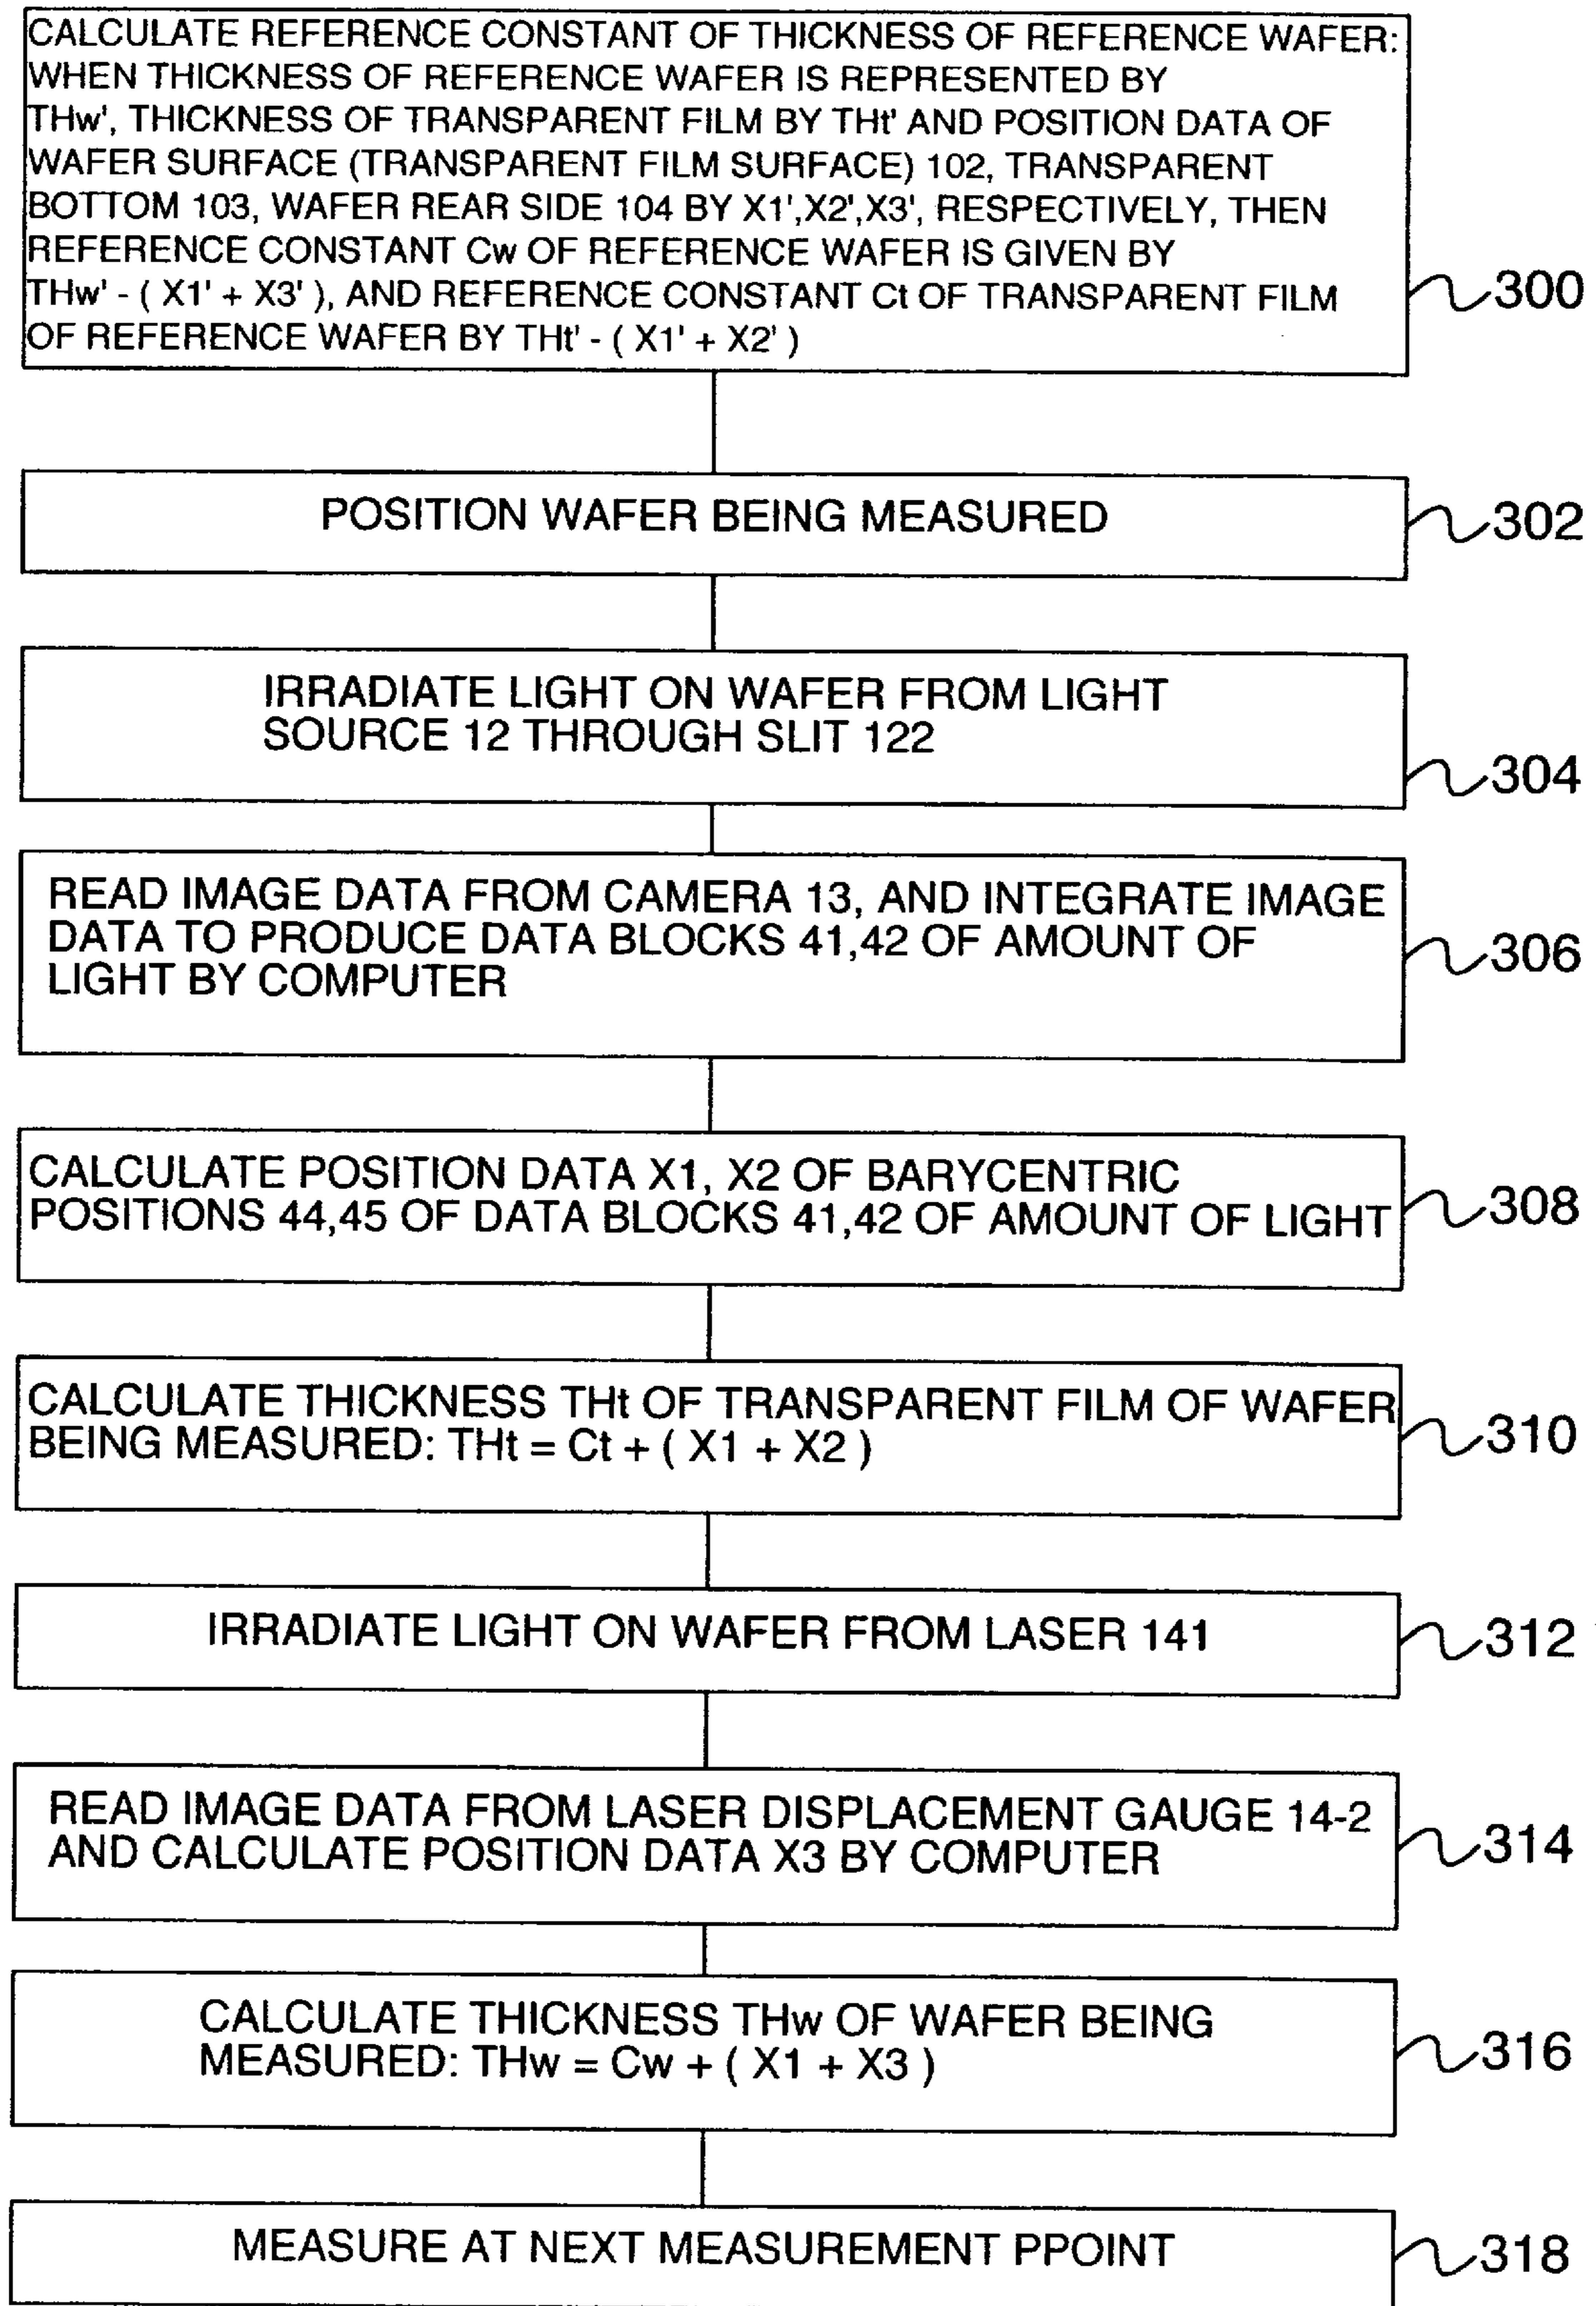 CALCULATE REFERENCE CONSTANT OF THICKNESS OF REFERENCE WAFER:
WHEN THICKNESS OF REFERENCE WAFER IS REPRESENTED BY
THw', THICKNESS OF TRANSPARENT FILM BY THt' AND POSITION DATA OF
WAFER SURFACE (TRANSPARENT FILM SURFACE) 102, TRANSPARENT
BOTTOM 103, WAFER REAR SIDE 104 BY X1',X2',X3', RESPECTIVELY, THEN
REFERENCE CONSTANT Cw OF REFERENCE WAFER IS GIVEN BY
THw' - ( X1' + X3' ), AND REFERENCE CONSTANT Ct OF TRANSPARENT FILM
OF REFERENCE WAFER BY THt' - ( X1' + X2' )
300
POSITION WAFER BEING MEASURED
302
IRRADIATE LIGHT ON WAFER FROM LIGHT
SOURCE 12 THROUGH SLIT 122
304
READ IMAGE DATA FROM CAMERA 13, AND INTEGRATE IMAGE
DATA TO PRODUCE DATA BLOCKS 41,42 OF AMOUNT OF
LIGHT BY COMPUTER
306
CALCULATE POSITION DATA X1, X2 OF BARYCENTRIC
POSITIONS 44,45 OF DATA BLOCKS 41,42 OF AMOUNT OF LIGHT
308
CALCULATE THICKNESS THt OF TRANSPARENT FILM OF WAFER
BEING MEASURED: THt = Ct + ( X1 + X2 )
310
IRRADIATE LIGHT ON WAFER FROM LASER 141
312
READ IMAGE DATA FROM LASER DISPLACEMENT GAUGE 14-2
AND CALCULATE POSITION DATA X3 BY COMPUTER
314
CALCULATE THICKNESS THw OF WAFER BEING
MEASURED: THw = Cw + ( X1 + X3 )
316
MEASURE AT NEXT MEASUREMENT PPOINT
318